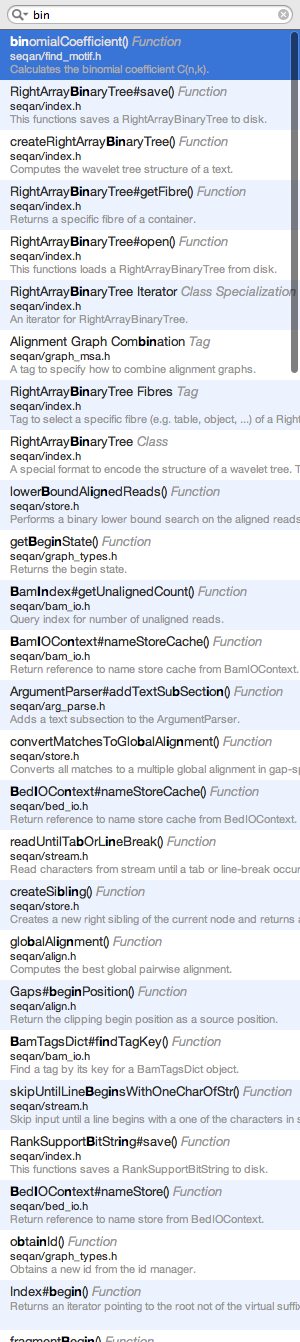 bin
binomialCoefficient() Function
seqan/find_motif.h
Calculates the binomial coefficient C(n,k).
RightArrayBinaryTree#save() Function
seqan/index.h
This functions saves a RightArrayBinaryTree to disk.
createRightArrayBinaryTree() Function
seqan/index.h
Computes the wavelet tree structure of a text.
RightArrayBinaryTree#getFibre() Function
seqan/index.h
Returns a specific fibre of a container.
RightArrayBinaryTree#open() Function
seqan/index.h
This functions loads a RightArrayBinaryTree from disk.
RightArrayBinaryTree Iterator Class Specialization
seqan/index.h
An iterator for RightArrayBinaryTree.
Alignment Graph Combination Tag
seqan/graph_msa.h
A tag to specify how to combine alignment graphs.
RightArrayBinaryTree Fibres Tag
seqan/index.h
Tag to select a specific fibre (e.g. table, object, ...) of a Right
RightArrayBinaryTree Class
seqan/index.h
A special format to encode the structure of a wavelet tree. T
lowerBoundAlignedReads() Function
seqan/store.h
Performs a binary lower bound search on the aligned reads
getBeginState() Function
seqan/graph_types.h
Returns the begin state.
BamIndex#getUnalignedCount() Function
seqan/bam_io.h
Query index for number of unaligned reads.
BamIOContext#nameStoreCache() Function
seqan/bam_io.h
Return reference to name store cache from BamIOContext.
ArgumentParser#addTextSubSection() Function
seqan/arg_parse.h
Adds a text subsection to the ArgumentParser.
convertMatchesToGlobalAlignment() Function
seqan/store.h
Converts all matches to a multiple global alignment in gap-sp
BedIOContext#nameStoreCache() Function
seqan/bed_io.h
Return reference to name store cache from BedIOContext.
readUntilTabOrLineBreak() Function
seqan/stream.h
Read characters from stream until a tab or line-break occur
createSibling() Function
seqan/store.h
Creates a new right sibling of the current node and returns a
globalAlignment() Function
seqan/align.h
Computes the best global pairwise alignment.
Gaps#beginPosition() Function
seqan/align.h
Return the clipping begin position as a source position.
BamTagsDict#findTagKey() Function
seqan/bam_io.h
Find a tag by its key for a BamTagsDict object.
skipUntilLineBeginsWithOneCharOfStr() Function
seqan/stream.h
Skip input until a line begins with a one of the characters in s
RankSupportBitString#save() Function
seqan/index.h
This functions saves a RankSupportBitString to disk.
BedIOContext#nameStore() Function
seqan/bed_io.h
Return reference to name store from BedIOContext.
obtainId() Function
seqan/graph_types.h
Obtains a new id from the id manager.
Index#begin() Function
seqan/index.h
Returns an iterator pointing to the root not of the virtual suffix
fragmentBegin() Function